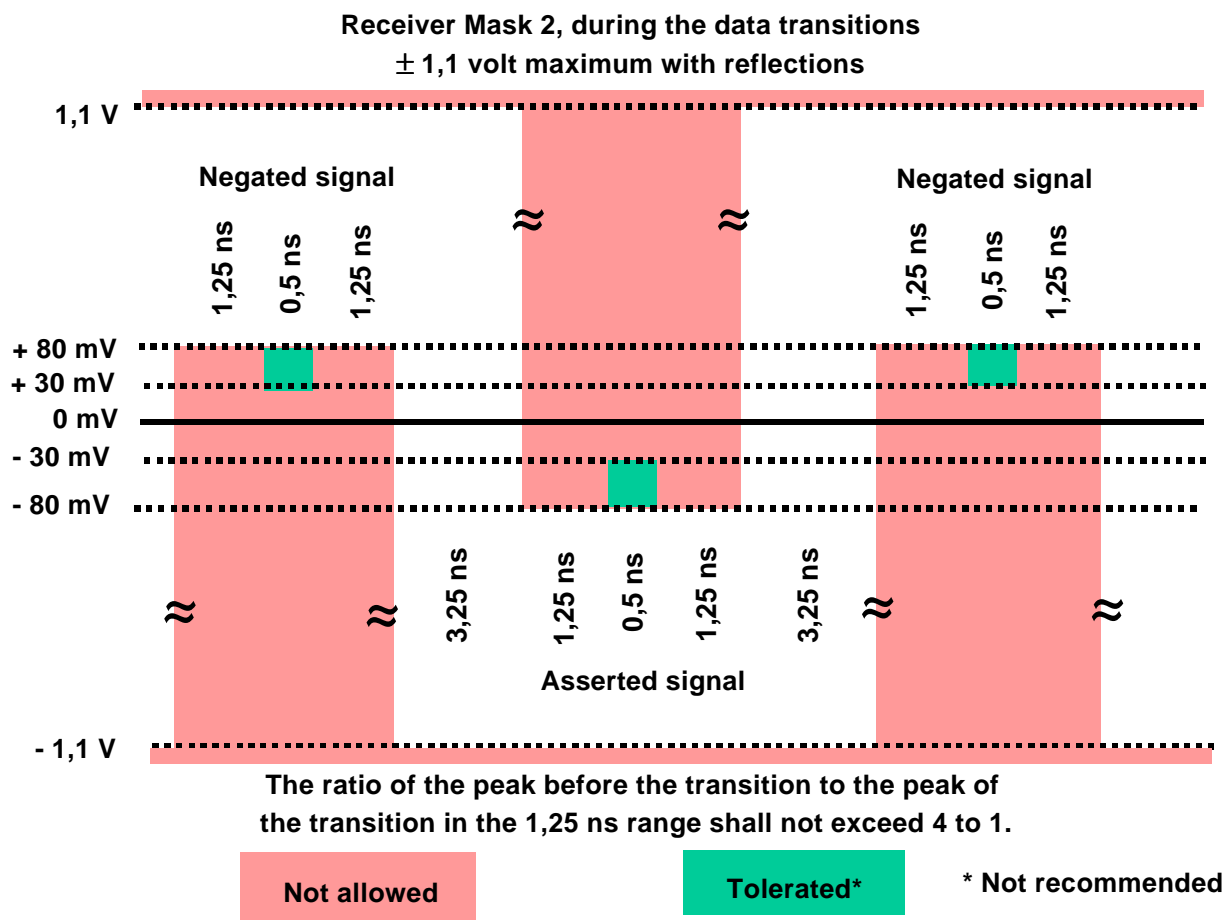 Receiver Mask 2, during the data transitions
± 1,1 volt maximum with reflections
1,1 V
Negated signal
Negated signal
1,25 ns
0,5 ns
1,25 ns
1,25 ns
0,5 ns
1,25 ns
+ 80 mV
+ 30 mV
0 mV
- 30 mV
- 80 mV
3,25 ns
1,25 ns
0,5 ns
1,25 ns
3,25 ns
Asserted signal
- 1,1 V
The ratio of the peak before the transition to the peak of
the transition in the 1,25 ns range shall not exceed 4 to 1.
Not allowed
Tolerated*
* Not recommended